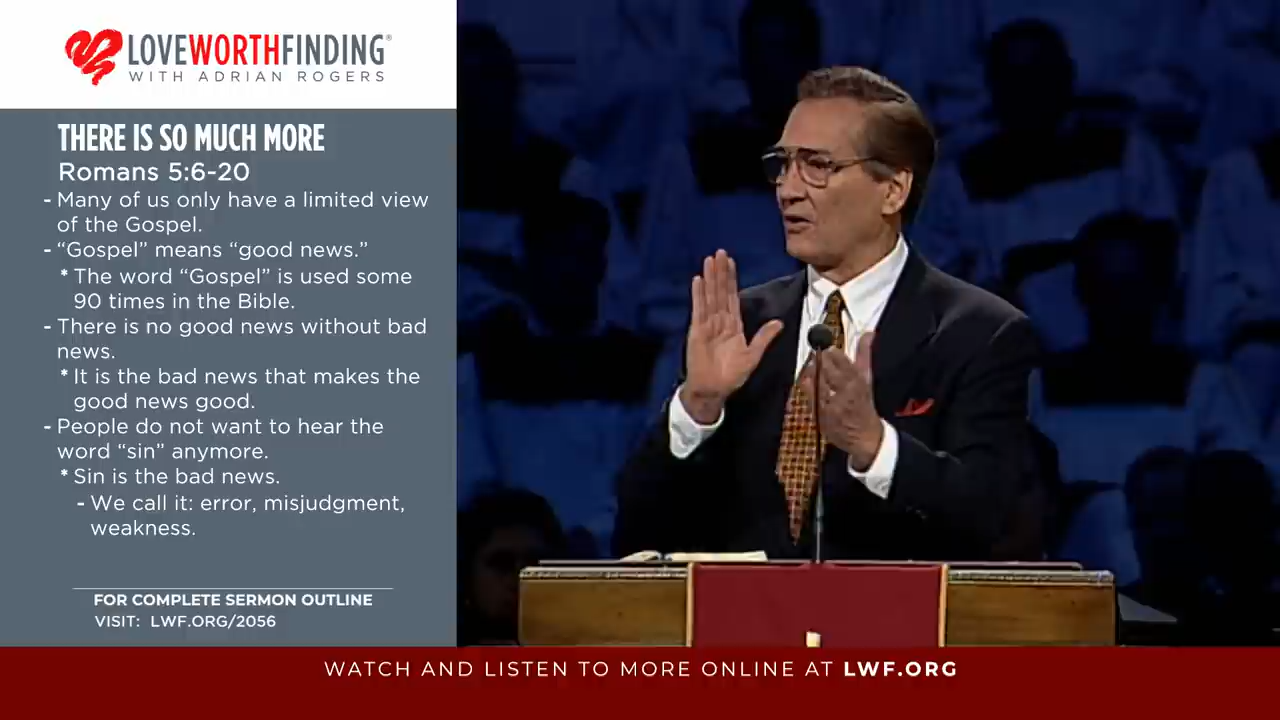 LOVEWORTHFINDING®
WITH ADRIAN ROGERS
THERE IS SO MUCH MORE
Romans 5:6-20
- Many of us only have a limited view
of the Gospel.
- “Gospel” means “good news.”
* The word “Gospel” is used some
90 times in the Bible.
- There is no good news without bad
news.
* It is the bad news that makes the
good news good.
- People do not want to hear the
word “sin” anymore.
* Sin is the bad news.
- We call it: error, misjudgment,
weakness.
FOR COMPLETE SERMON OUTLINE
VISIT: LWF.ORG/2056
WATCH AND LISTEN TO MORE ONLINE AT LWF.ORG